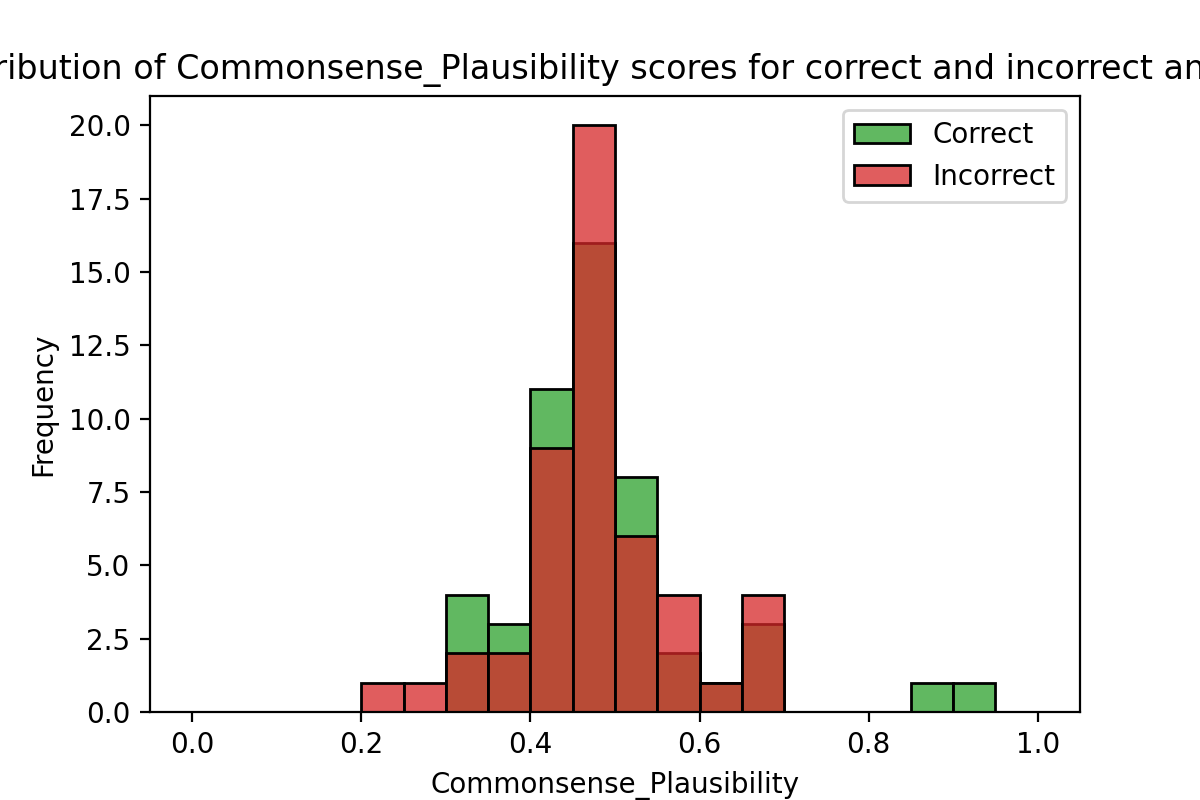 ribution of Commonsense_Plausibility scores for correct and incorrect an
Correct
Incorrect
Frequency
20.0
17.5
15.0
12.5
10.0
7.5
5.0
2.5
0.0
0.0 0.2 0.4 0.6 0.8 1.0
Commonsense_Plausibility